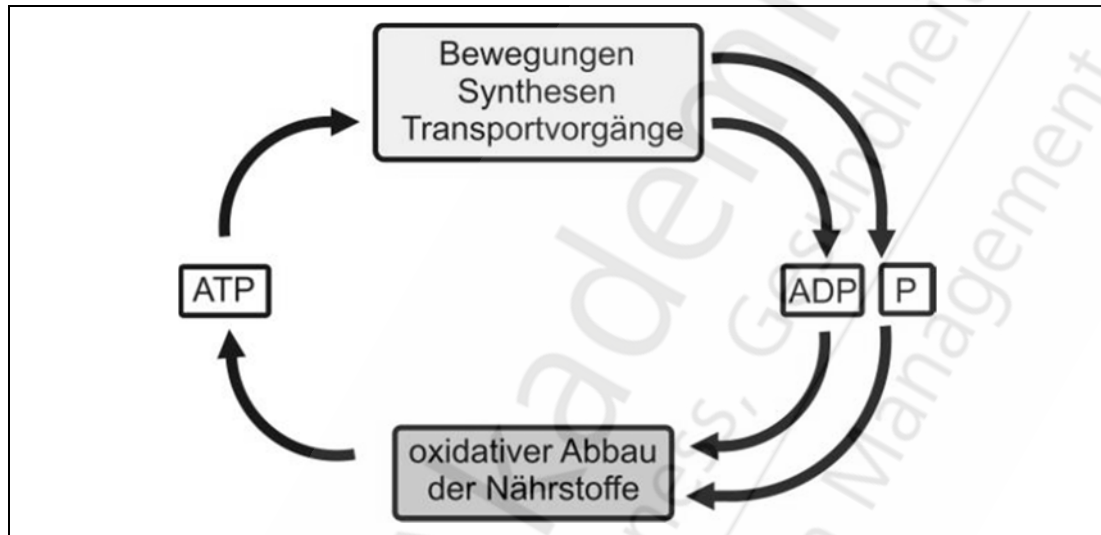 Bewegungen
Synthesen
Transportvorgänge
ATP
ADP
P
oxidativer Abbau
der Nährstoffe